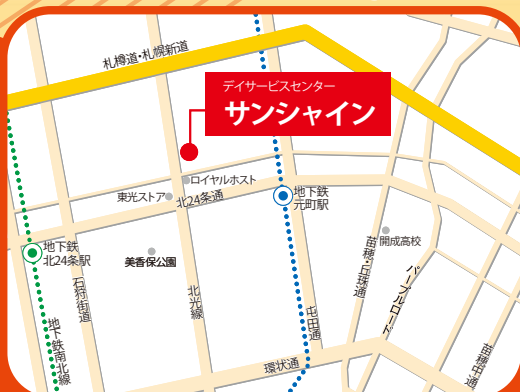 札樽道・札幌新道
デイサービスセンター
サンシャイン
ロイヤルホスト
東光ストア
北24条通
地下鉄
元町駅
地下鉄
北24条駅
美香保公園
開成高校
苗穂・丘珠通
パープルロード
石狩街道
北光線
屯田通
地下鉄南北線
環状通
苗穂中通